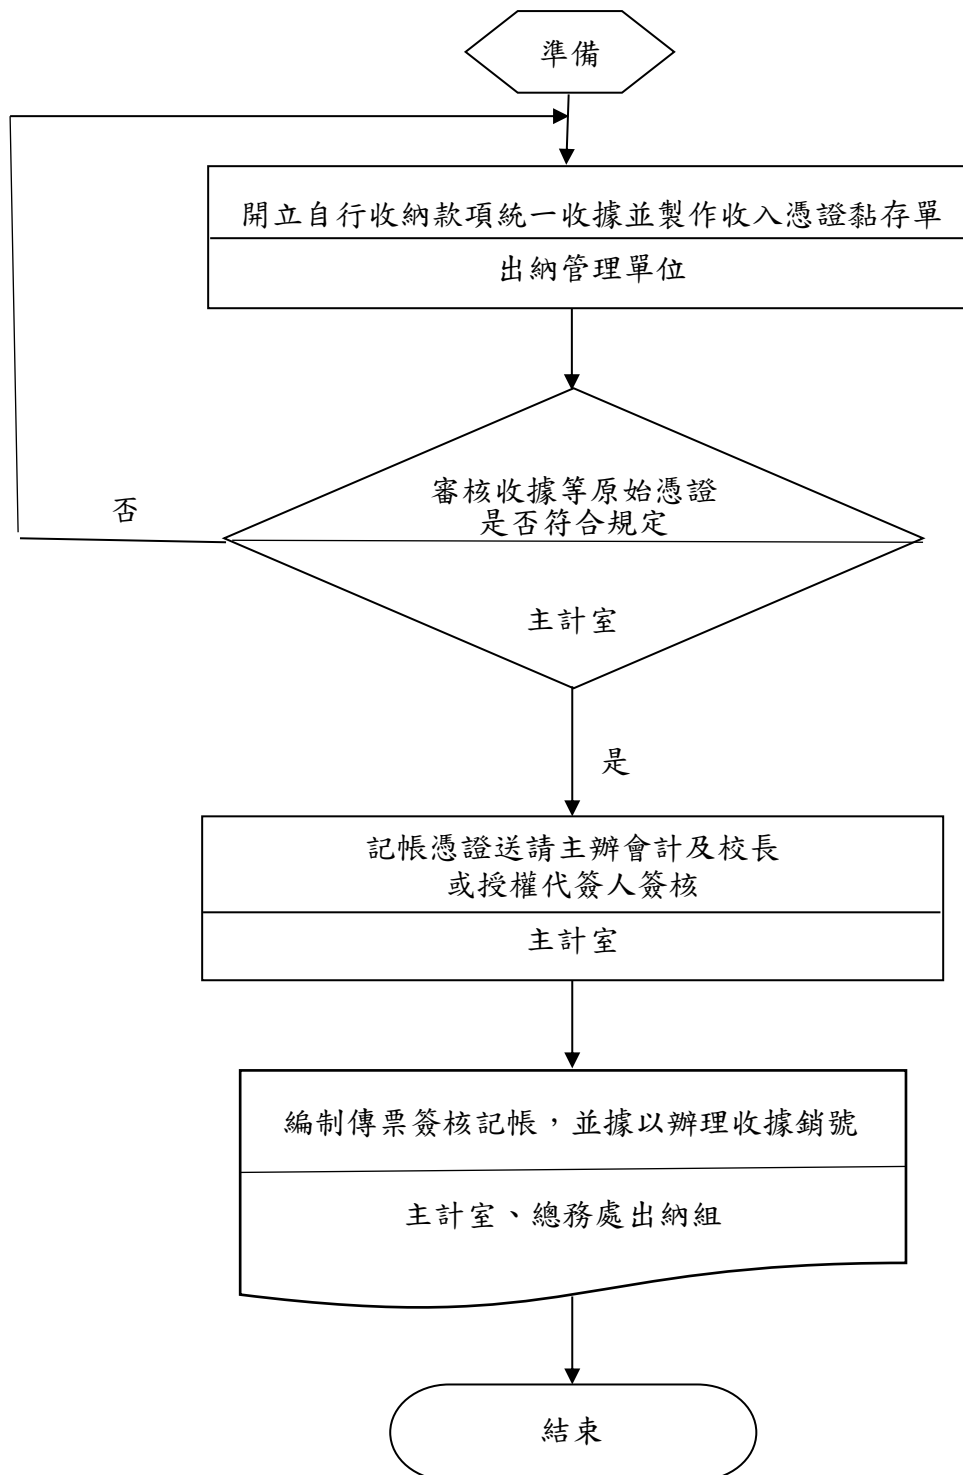 準備
開立自行收納款項統一收據並製作收入憑證黏存單
出納管理單位
審核收據等原始憑證
是否符合規定
否
主計室
是
記帳憑證送請主辦會計及校長
或授權代簽人簽核
主計室
編制傳票簽核記帳，並據以辦理收據銷號
主計室、總務處出納組
結束